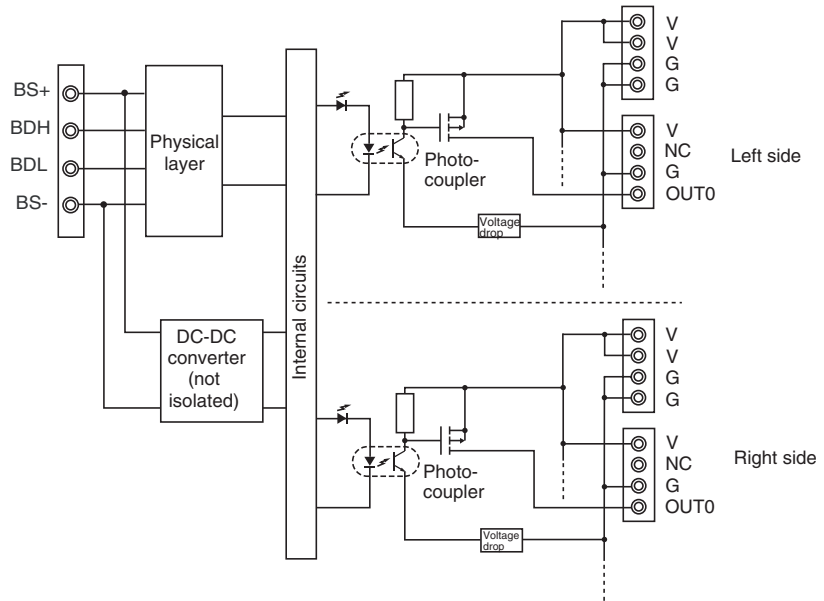 BS+
BDH
BDL
BS-
Physical
layer
DC-DC
converter
(not
isolated)
Internal circuits
Photo-
coupler
Voltage
drop
V
V
G
G
V
NC
G
OUT0
Left side
Photo-
coupler
Voltage
drop
V
V
G
G
V
NC
G
OUT0
Right side